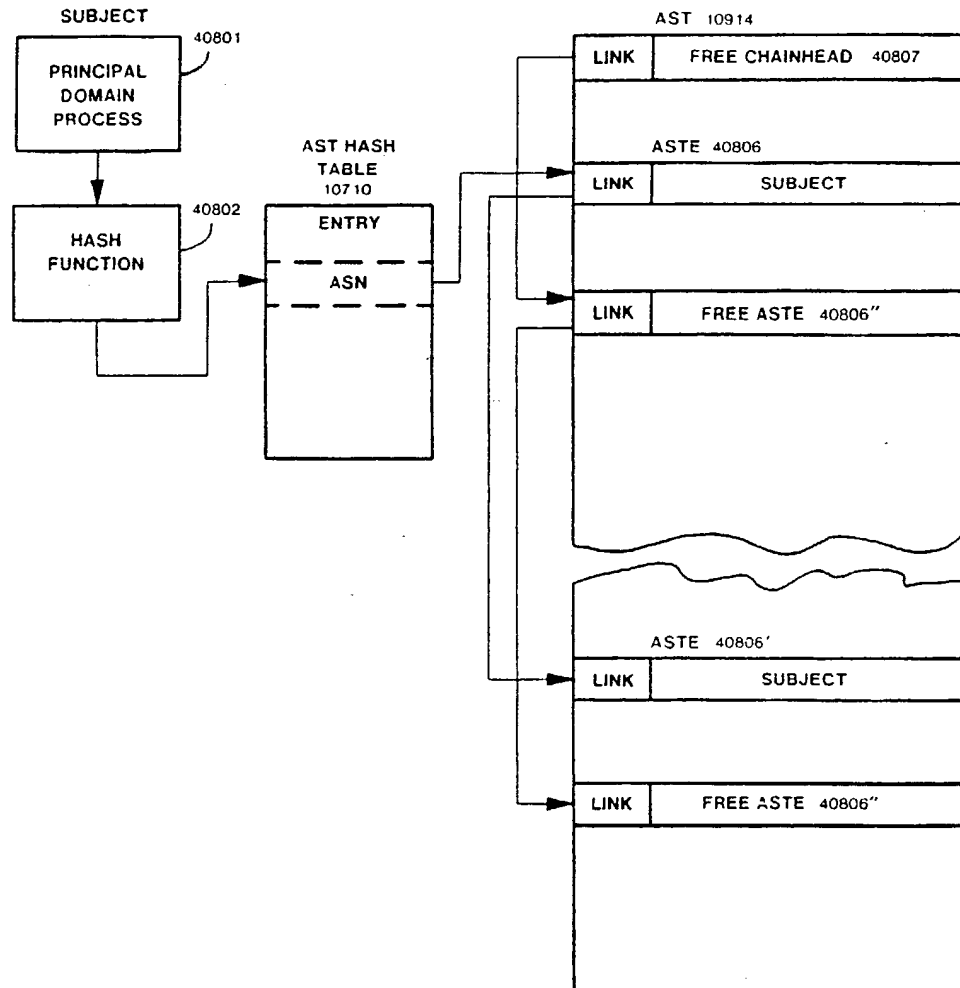 SUBJECT
40801
PRINCIPAL
DOMAIN
PROCESS
40802
HASH
FUNCTION
AST HASH
TABLE
10710
ENTRY
ASN
AST 10914
LINK FREE CHAINHEAD 40807
ASTE 40806
LINK SUBJECT
LINK FREE ASTE 40806"
ASTE 40806'
LINK SUBJECT
LINK FREE ASTE 40806"